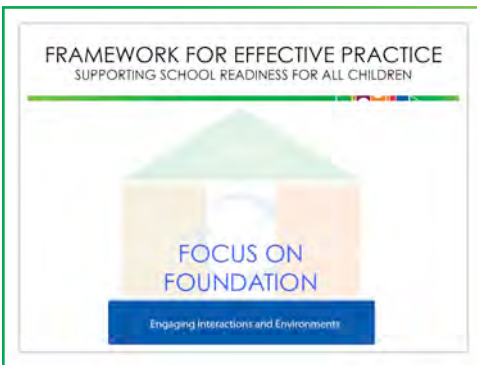 FRAMEWORK FOR EFFECTIVE PRACTICE
SUPPORTING SCHOOL READINESS FOR ALL CHILDREN
FOCUS ON
FOUNDATION
Engaging Interactions and Environments